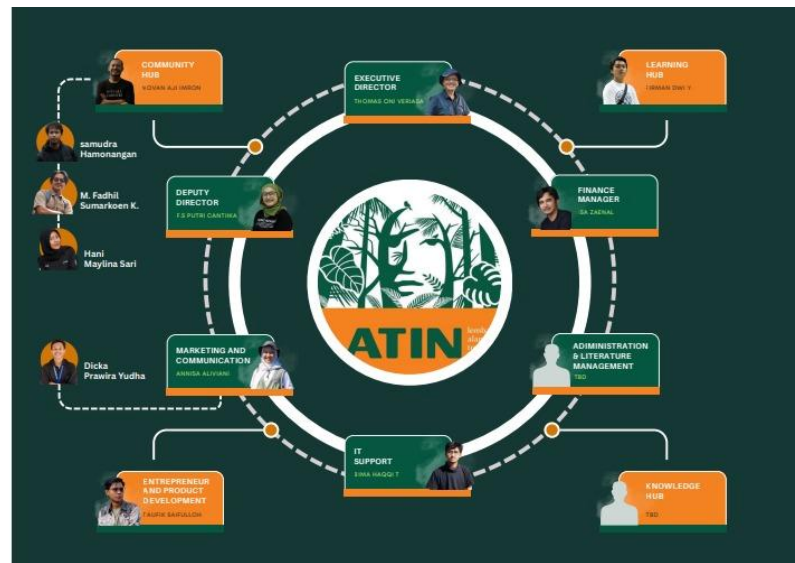 COMMUNITY
HUB
NOVAN AJI IMRON
EXECUTIVE
DIRECTOR
THOMAS ONI VERIASA
LEARNING
HUB
FIRMAN DWI Y
samudra
Hamonangan
M. Fadhil
Sumarkoen K.
Hani
Maylina Sari
DEPUTY
DIRECTOR
F.S PUTRI CANTIKA
FINANCE
MANAGER
ISA ZAENAL
ATIN
MARKETING AND
COMMUNICATION
ANNISA ALIVIANI
Dicka
Prawira Yudha
ADIMINISTRATION
& LITERATURE
MANAGEMENT
TBD
IT
SUPPORT
BIMA HAQQI T
ENTREPRENEUR
AND PRODUCT
DEVELOPMENT
TAUFIK SAIFULLOH
KNOWLEDGE
HUB
TBD